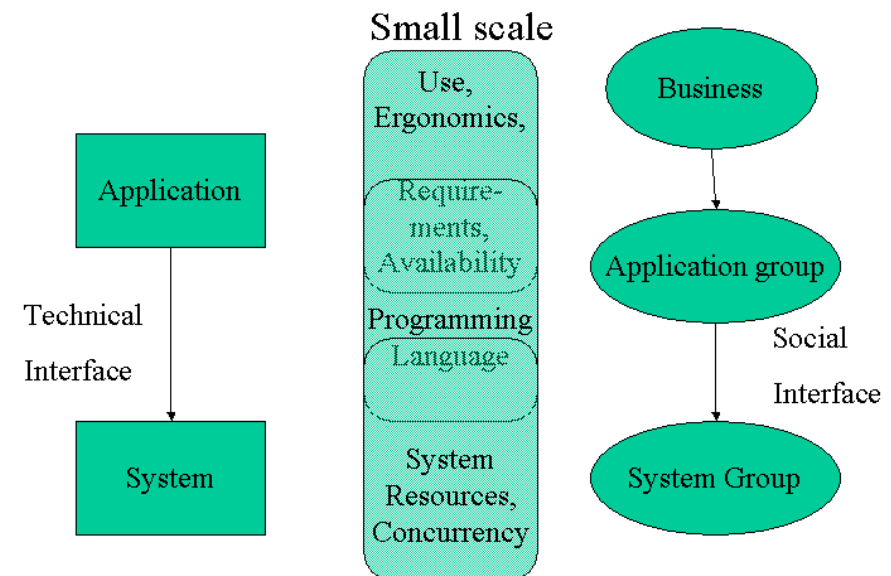 Small scale
Use,
Ergonomics,
Require-
ments,
Availability
Programming
Language
System
Resources,
Concurrency
Application
Technical
Interface
System
Business
Application group
Social
Interface
System Group